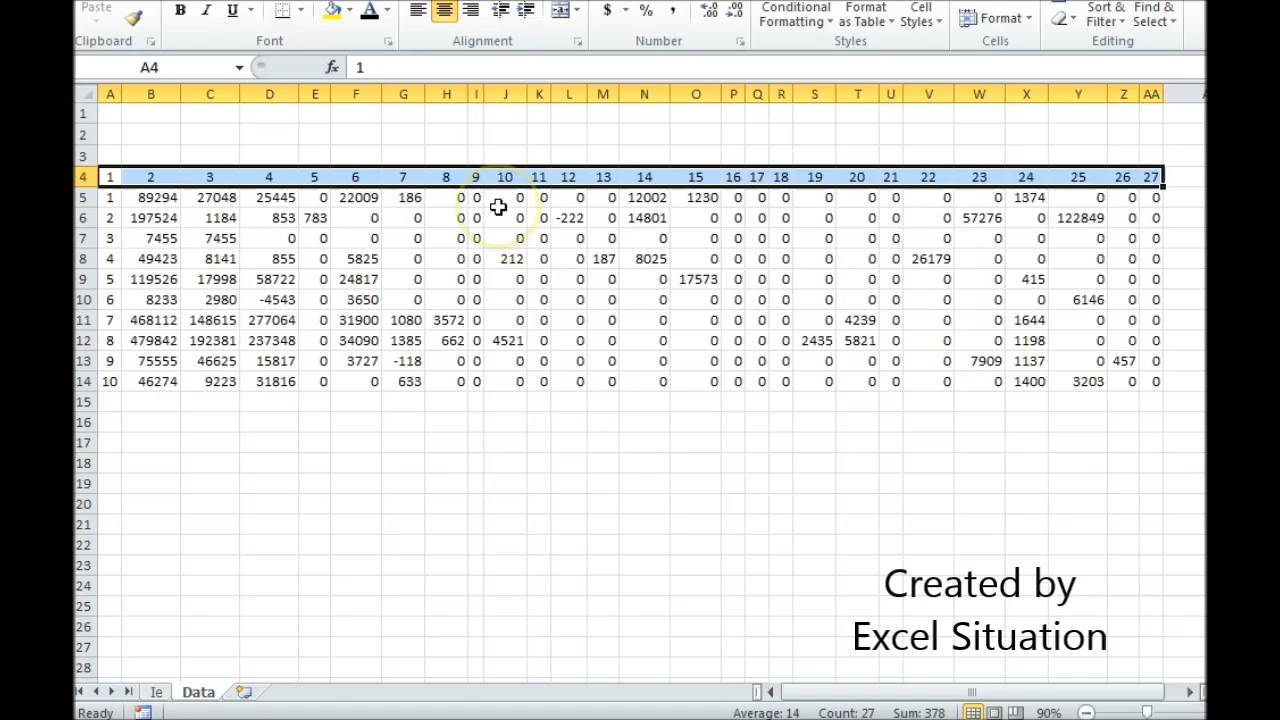 Paste B I U A $ % , .00 .0 Conditional Format Cell Format Sort & Find &
Formatting as Table Styles Filter Select
Clipboard Font Alignment Number Styles Cells Editing
A4 fx 1
A B C D E F G H I J K L M N O P Q R S T U V W X Y Z AA
1
2
3
4 1 2 3 4 5 6 7 8 9 10 11 12 13 14 15 16 17 18 19 20 21 22 23 24 25 26 27
5 1 89294 27048 25445 0 22009 186 0 0 0 0 0 0 12002 1230 0 0 0 0 0 0 0 0 1374 0 0 0
6 2 197524 1184 853 783 0 0 0 0 0 0 -222 0 14801 0 0 0 0 0 0 0 0 57276 0 122849 0 0
7 3 7455 7455 0 0 0 0 0 0 0 0 0 0 0 0 0 0 0 0 0 0 0 0 0 0 0 0
8 4 49423 8141 855 0 5825 0 0 0 212 0 0 187 8025 0 0 0 0 0 0 0 26179 0 0 0 0 0
9 5 119526 17998 58722 0 24817 0 0 0 0 0 0 0 0 17573 0 0 0 0 0 0 0 0 415 0 0 0
10 6 8233 2980 -4543 0 3650 0 0 0 0 0 0 0 0 0 0 0 0 0 0 0 0 0 0 6146 0 0
11 7 468112 148615 277064 0 31900 1080 3572 0 0 0 0 0 0 0 0 0 0 0 4239 0 0 0 1644 0 0 0
12 8 479842 192381 237348 0 34090 1385 662 0 4521 0 0 0 0 0 0 0 0 2435 5821 0 0 0 1198 0 0 0
13 9 75555 46625 15817 0 3727 -118 0 0 0 0 0 0 0 0 0 0 0 0 0 0 0 7909 1137 0 457 0
14 10 46274 9223 31816 0 0 633 0 0 0 0 0 0 0 0 0 0 0 0 0 0 0 0 1400 3203 0 0
15
16
17
18
19
20
21
22
23
24
25
26
27
28
Created by
Excel Situation
Ie Data
Ready Average: 14 Count: 27 Sum: 378 90%